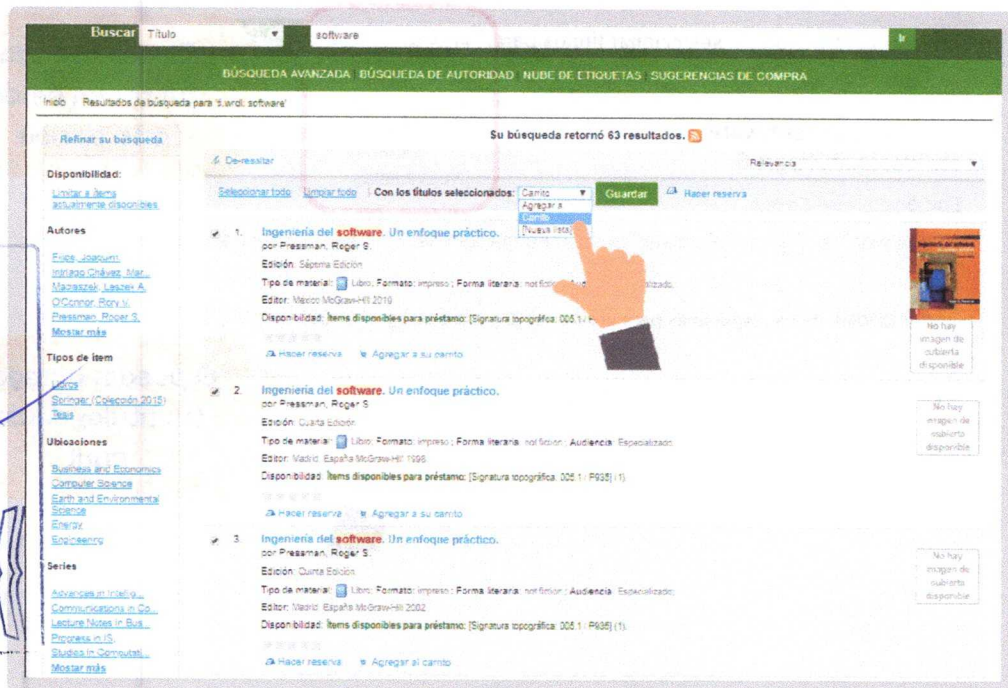 Buscar Título software Ir
BÚSQUEDA AVANZADA BÚSQUEDA DE AUTORIDAD NUBE DE ETIQUETAS SUGERENCIAS DE COMPRA
Inicio Resultados de búsqueda para 'ti,wrdl: software'
Refinar su búsqueda
Su búsqueda retornó 63 resultados.
De-resaltar
Relevancia
Seleccionar todo Limpiar todo Con los títulos seleccionados: Carrito Guardar Hacer reserva
Agregar a
Carrito
[Nueva lista]
Disponibilidad:
Limitar a ítems
actualmente disponibles.
Autores
O'Connor, Rory V.
Pressman, Roger S.
Mostar más
Tipos de ítem
Libros
Springer (Colección 2015)
Tesis
Ubicaciones
Business and Economics
Computer Science
Earth and Environmental
Science
Energy
Engineering
Series
Advances in Intellig...
Communications in Co...
Lecture Notes in Bus...
Progress in IS,
Studies in Computati...
Mostar más
1. Ingeniería del software. Un enfoque práctico.
por Pressman, Roger S.
Edición: Séptima Edición
Tipo de material: Libro; Formato: impreso ; Forma literaria: not fiction ;
Editor: México McGraw-Hill 2010
Disponibilidad: Ítems disponibles para préstamo: [Signatura topográfica: 005.1 /
Hacer reserva Agregar a su carrito
No hay
imagen de
cubierta
disponible
2. Ingeniería del software. Un enfoque práctico.
por Pressman, Roger S.
Edición: Cuarta Edición
Tipo de material: Libro; Formato: impreso ; Forma literaria: not fiction ; Audiencia: Especializado;
Editor: Madrid, España McGraw-Hill 1998
Disponibilidad: Ítems disponibles para préstamo: [Signatura topográfica: 005.1 / P935] (1).
Hacer reserva Agregar a su carrito
No hay
imagen de
cubierta
disponible
3. Ingeniería del software. Un enfoque práctico.
por Pressman, Roger S.
Edición: Quinta Edición
Tipo de material: Libro; Formato: impreso ; Forma literaria: not fiction ; Audiencia: Especializado;
Editor: Madrid, España McGraw-Hill 2002
Disponibilidad: Ítems disponibles para préstamo: [Signatura topográfica: 005.1 / P935] (1).
Hacer reserva Agregar al carrito
No hay
imagen de
cubierta
disponible